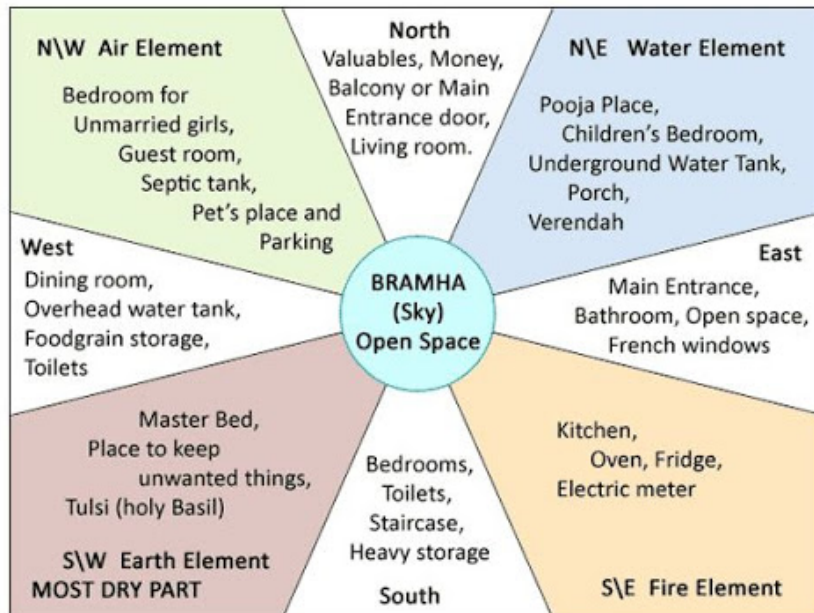 N\W Air Element
Bedroom for
Unmarried girls,
Guest room,
Septic tank,
Pet's place and
Parking
North
Valuables, Money,
Balcony or Main
Entrance door,
Living room.
N\E Water Element
Pooja Place,
Children's Bedroom,
Underground Water Tank,
Porch,
Verendah
West
Dining room,
Overhead water tank,
Foodgrain storage,
Toilets
BRAMHA
(Sky)
Open Space
East
Main Entrance,
Bathroom, Open space,
French windows
Master Bed,
Place to keep
unwanted things,
Tulsi (holy Basil)
S\W Earth Element
MOST DRY PART
Bedrooms,
Toilets,
Staircase,
Heavy storage
South
Kitchen,
Oven, Fridge,
Electric meter
S\E Fire Element